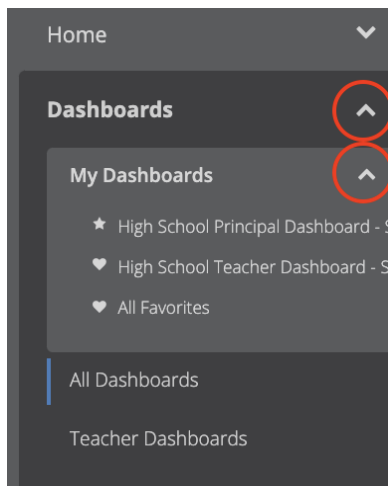 Home
Dashboards
My Dashboards
High School Principal Dashboard - S
High School Teacher Dashboard - S
All Favorites
All Dashboards
Teacher Dashboards